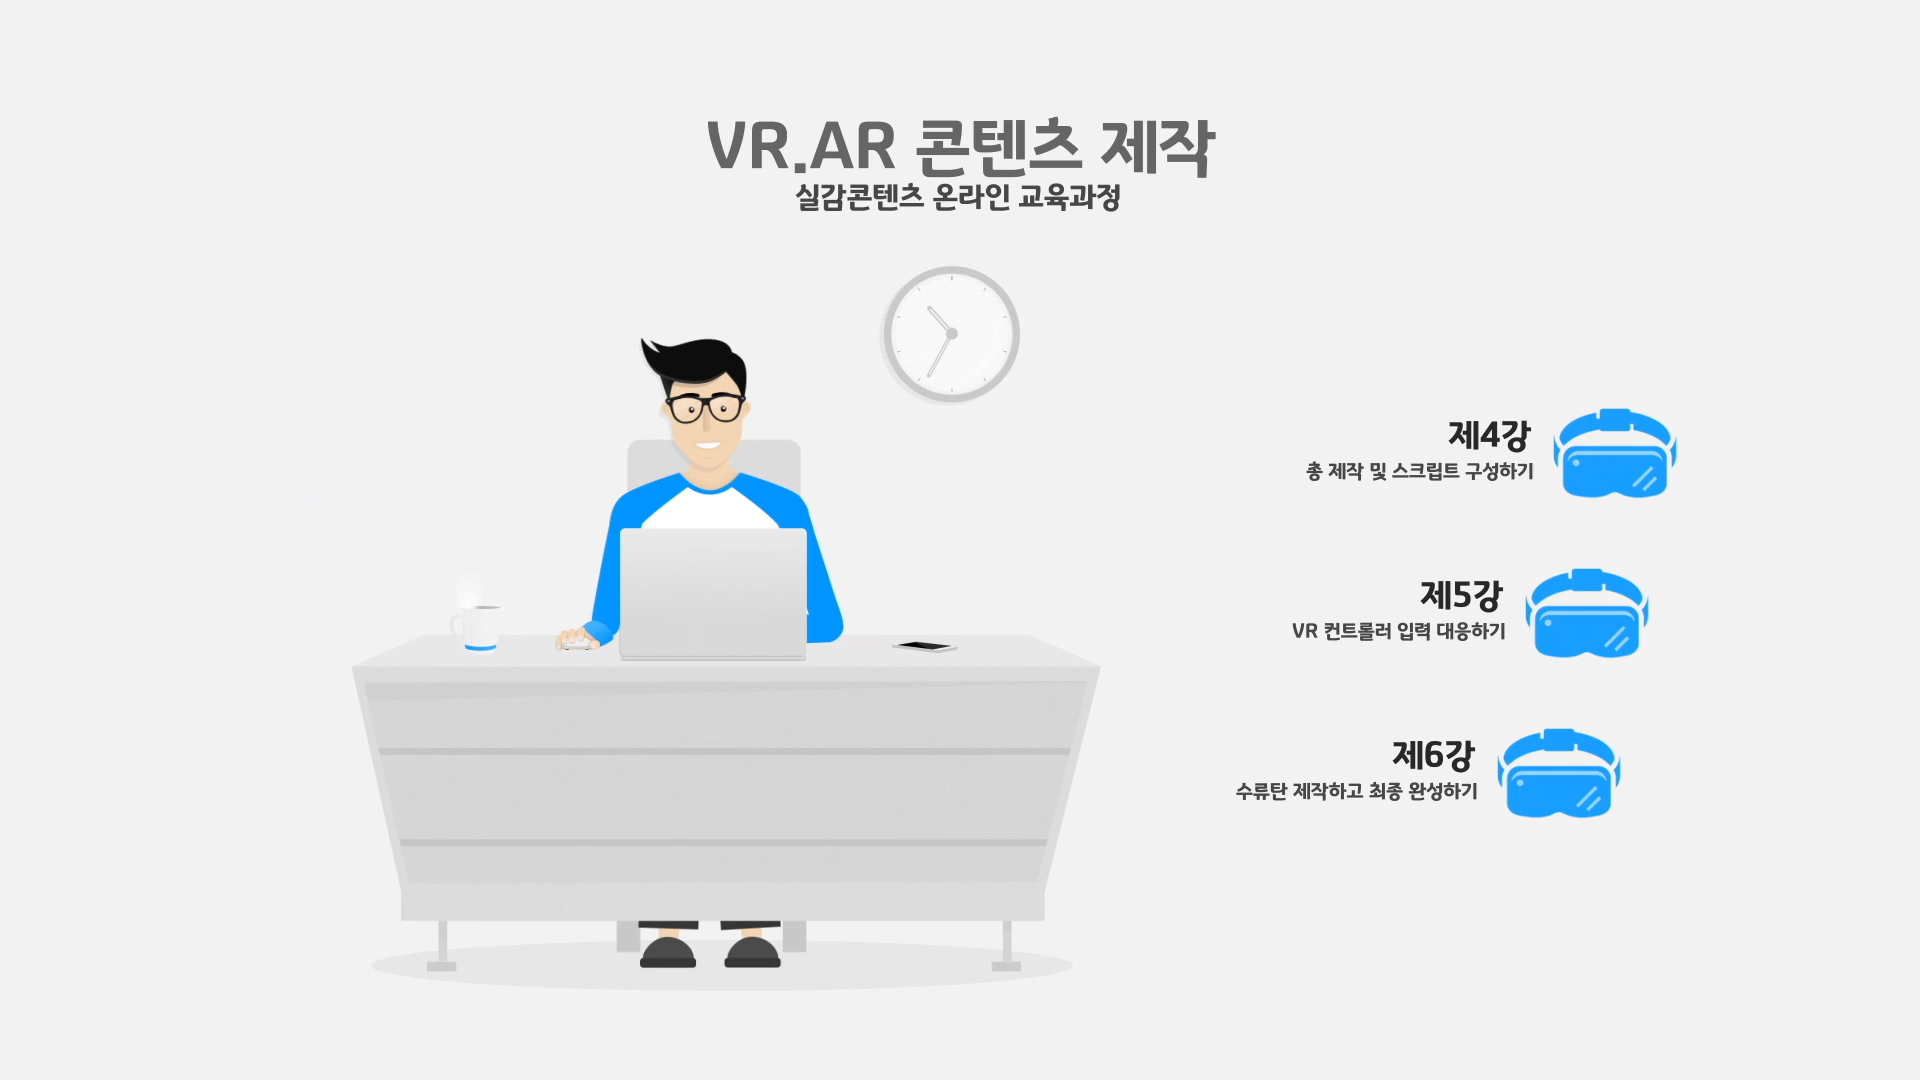 VR.AR 콘텐츠 제작
실감콘텐츠 온라인 교육과정
제4강
총 제작 및 스크립트 구성하기
제5강
VR 컨트롤러 입력 대응하기
제6강
수류탄 제작하고 최종 완성하기